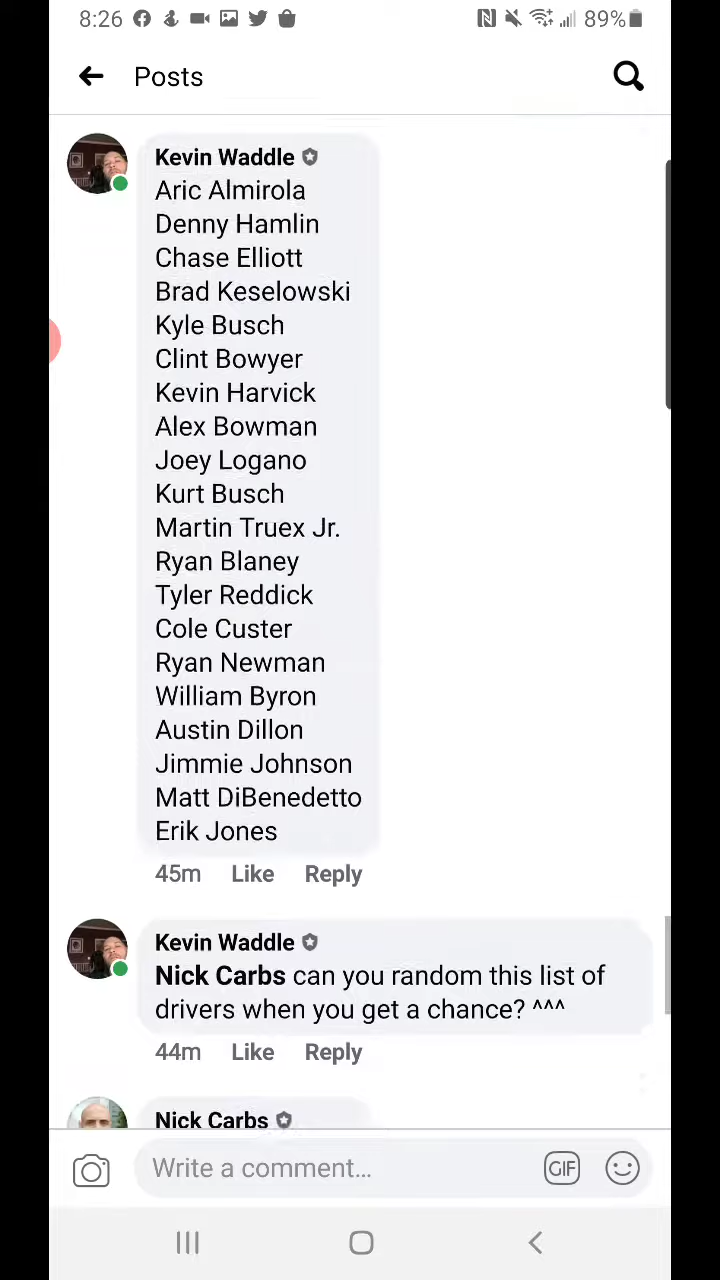 8:26 89%
Posts
Kevin Waddle
Aric Almirola
Denny Hamlin
Chase Elliott
Brad Keselowski
Kyle Busch
Clint Bowyer
Kevin Harvick
Alex Bowman
Joey Logano
Kurt Busch
Martin Truex Jr.
Ryan Blaney
Tyler Reddick
Cole Custer
Ryan Newman
William Byron
Austin Dillon
Jimmie Johnson
Matt DiBenedetto
Erik Jones
45m Like Reply
Kevin Waddle
Nick Carbs can you random this list of
drivers when you get a chance? ^^^
44m Like Reply
Nick Carbs
Write a comment...
GIF